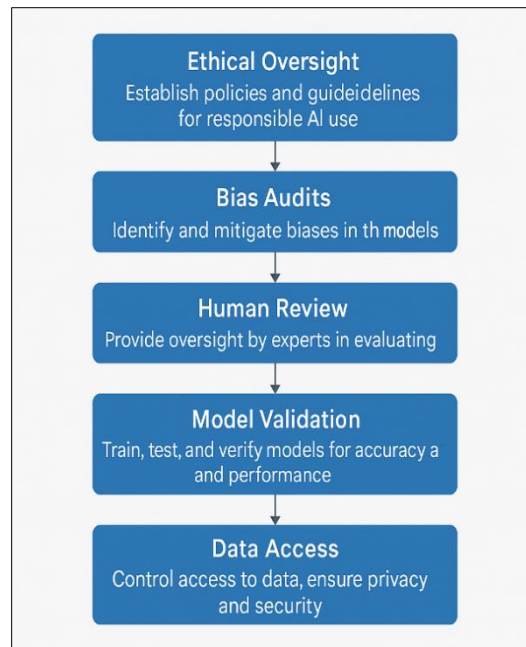 Ethical Oversight
Establish policies and guideidelines
for responsible AI use
Bias Audits
Identify and mitigate biases in th models
Human Review
Provide oversight by experts in evaluating
Model Validation
Train, test, and verify models for accuracy a
and performance
Data Access
Control access to data, ensure privacy
and security